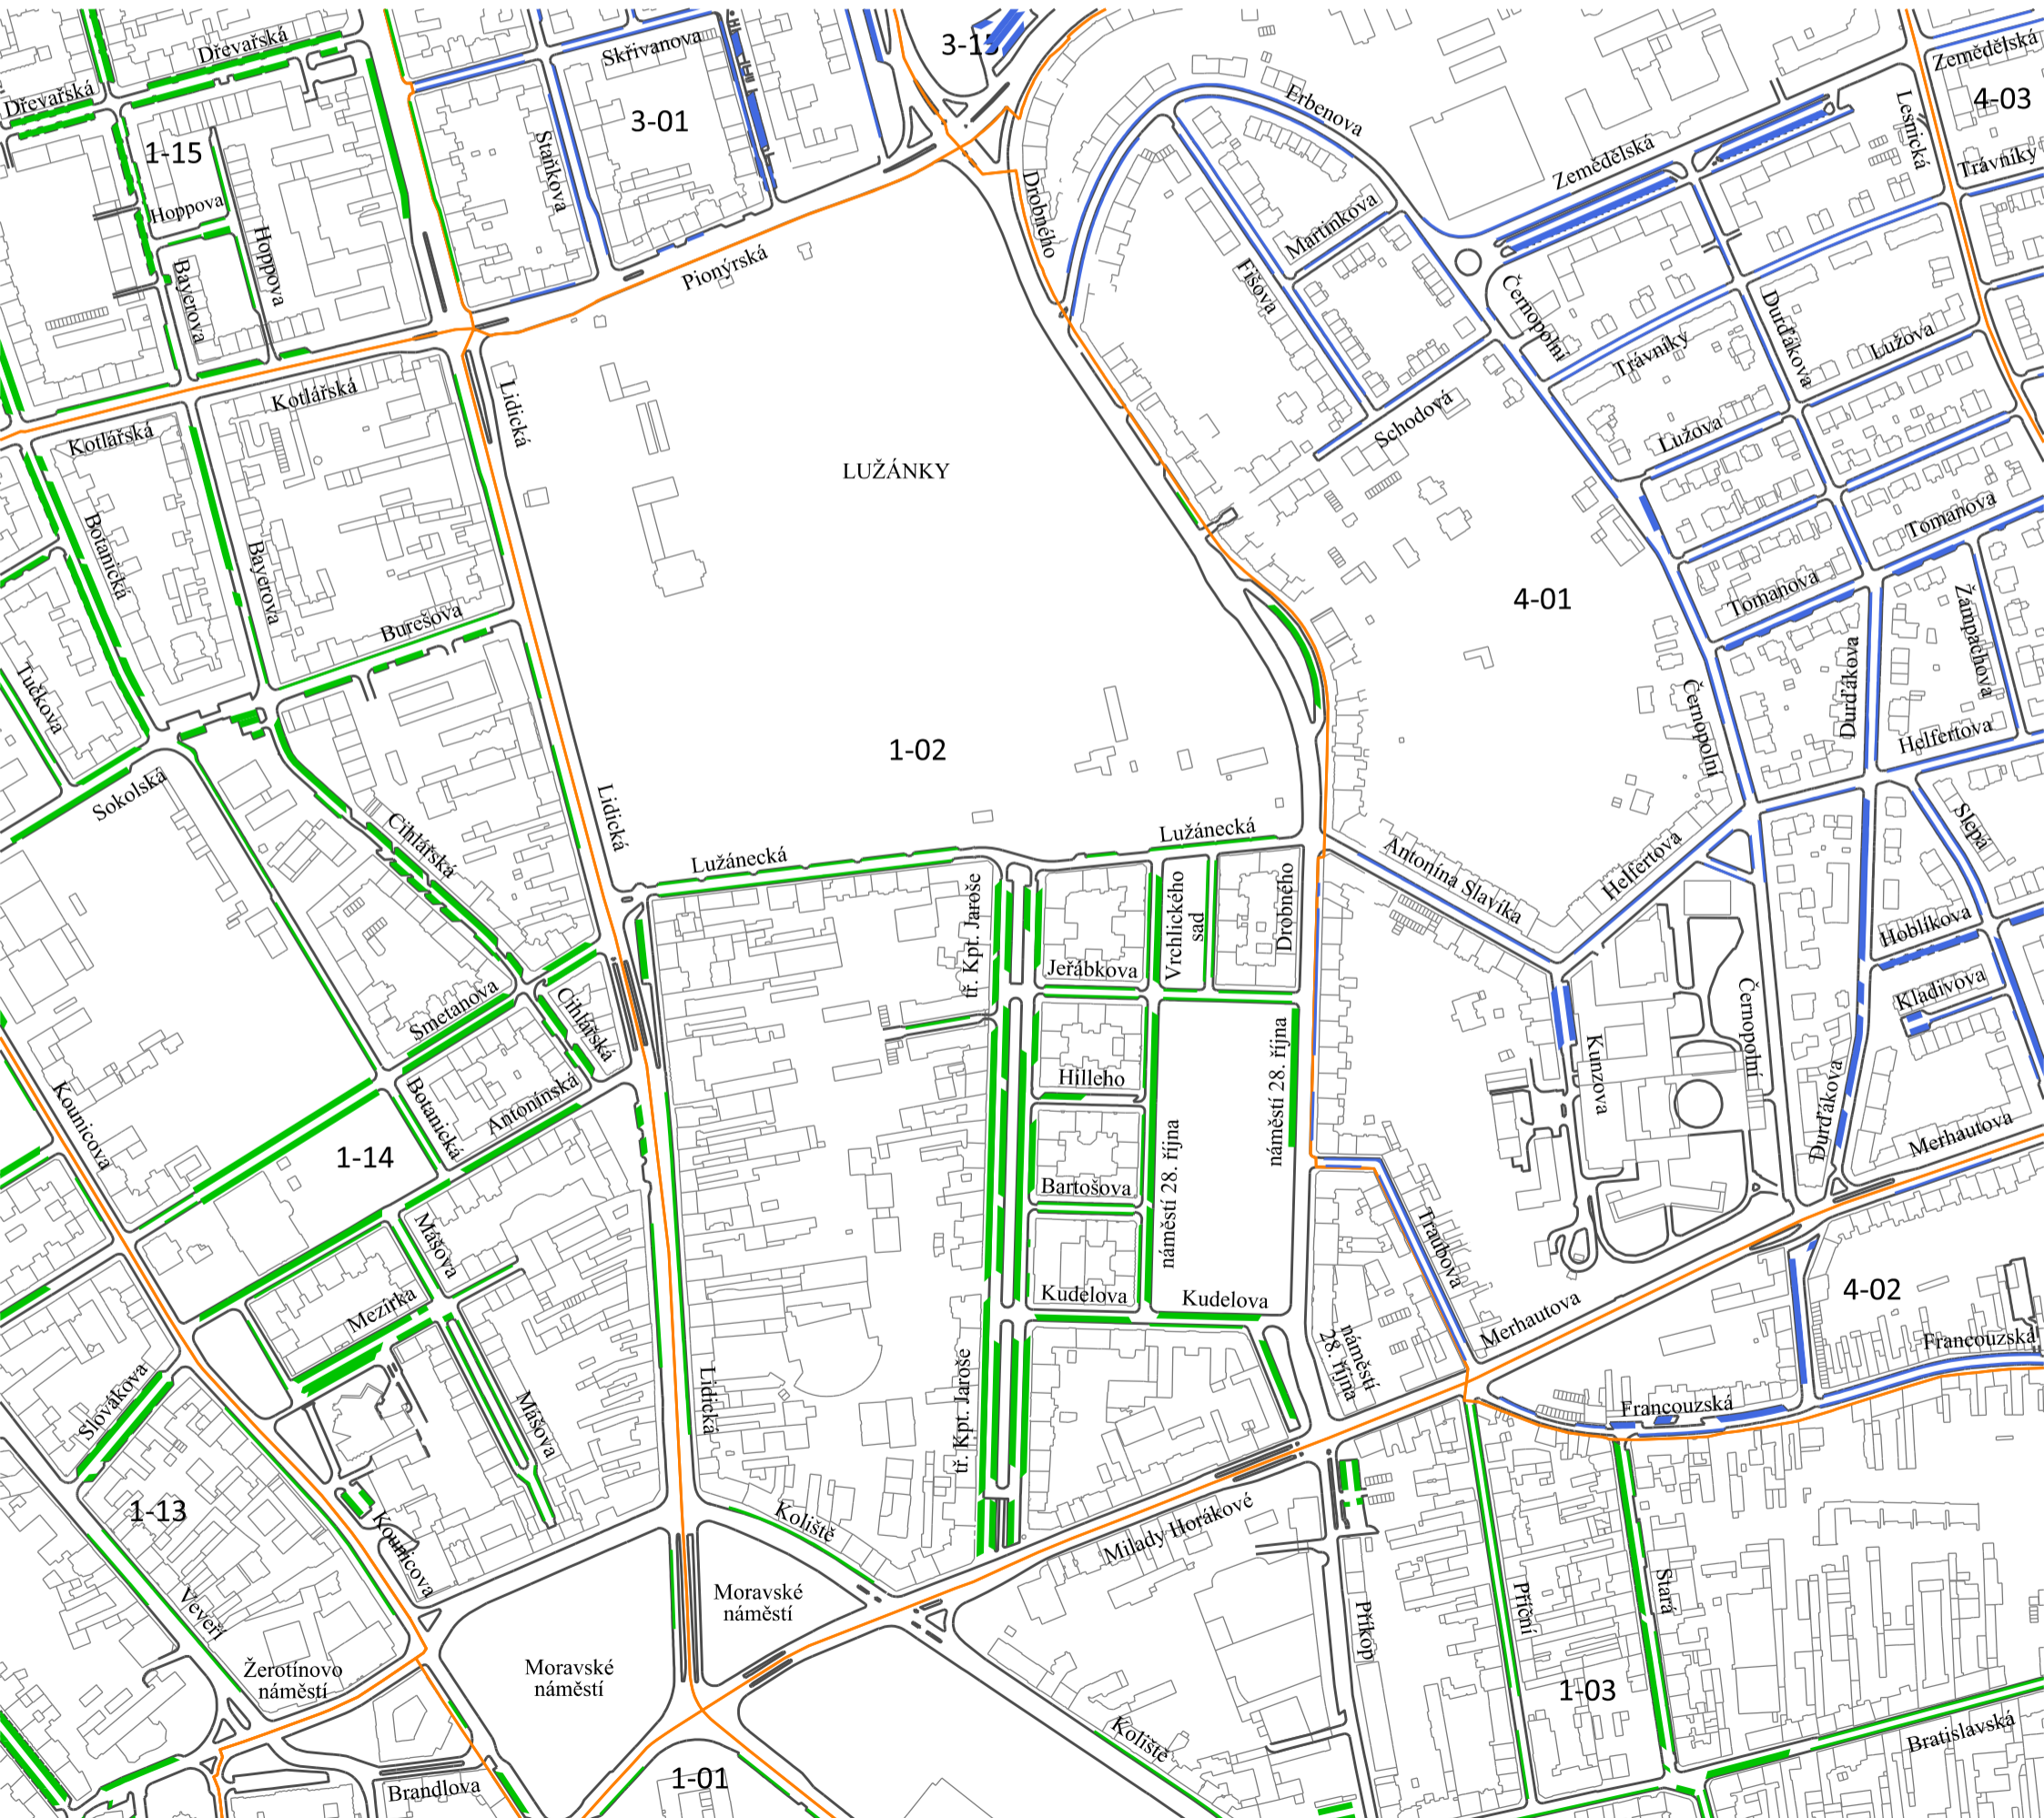 Dřevařská
Skřivanova
3-15
Zemědělská
4-03
Dřevařská
3-01
Erbenova
Lesnická
1-15
Staňkova
Zemědělská
Trávníky
Hoppova
Drobného
Martinkova
Hoppova
Bayerova
Pionýrská
Fišova
Černopolní
Durďákova
Trávníky
Lužova
Kotlářská
Lidická
Schodová
Kotlářská
Lužova
LUŽÁNKY
Botanická
Bayerova
Tomanova
Tomanova
4-01
Burešova
Žampachova
Tučkova
Durďákova
Černopolní
Helfertova
1-02
Sokolská
Lidická
Cihlářská
Lužánecká
Lužánecká
Slepá
Antonína Slavíka
Helfertova
tř. Kpt. Jaroše
Jeřábkova
Vrchlického
sad
Drobného
Hoblíkova
Kladivova
Smetanova
Cihlářská
Černopolní
Kunzova
Kounicova
Botanická
Antonínská
Hilleho
náměstí 28. října
náměstí 28. října
Durďákova
Merhautova
1-14
Bartošova
Mášova
Traubova
Mezírka
Kudelova
Kudelova
Merhautova
4-02
Francouzská
náměstí
28. října
Slovákova
Mášova
Lidická
tř. Kpt. Jaroše
Francouzská
1-13
Kounicova
Koliště
Milady Horákové
Veveří
Moravské
náměstí
Příkop
Příční
Stará
Žerotínovo
náměstí
Moravské
náměstí
1-03
Koliště
Bratislavská
Brandlova
1-01